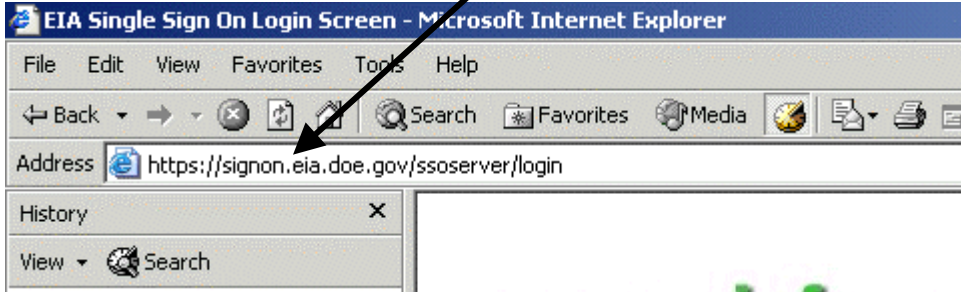 EIA Single Sign On Login Screen - Microsoft Internet Explorer
File Edit View Favorites Tools Help
Back Search Favorites Media
Address https://signon.eia.doe.gov/ssoserver/login
History
View Search